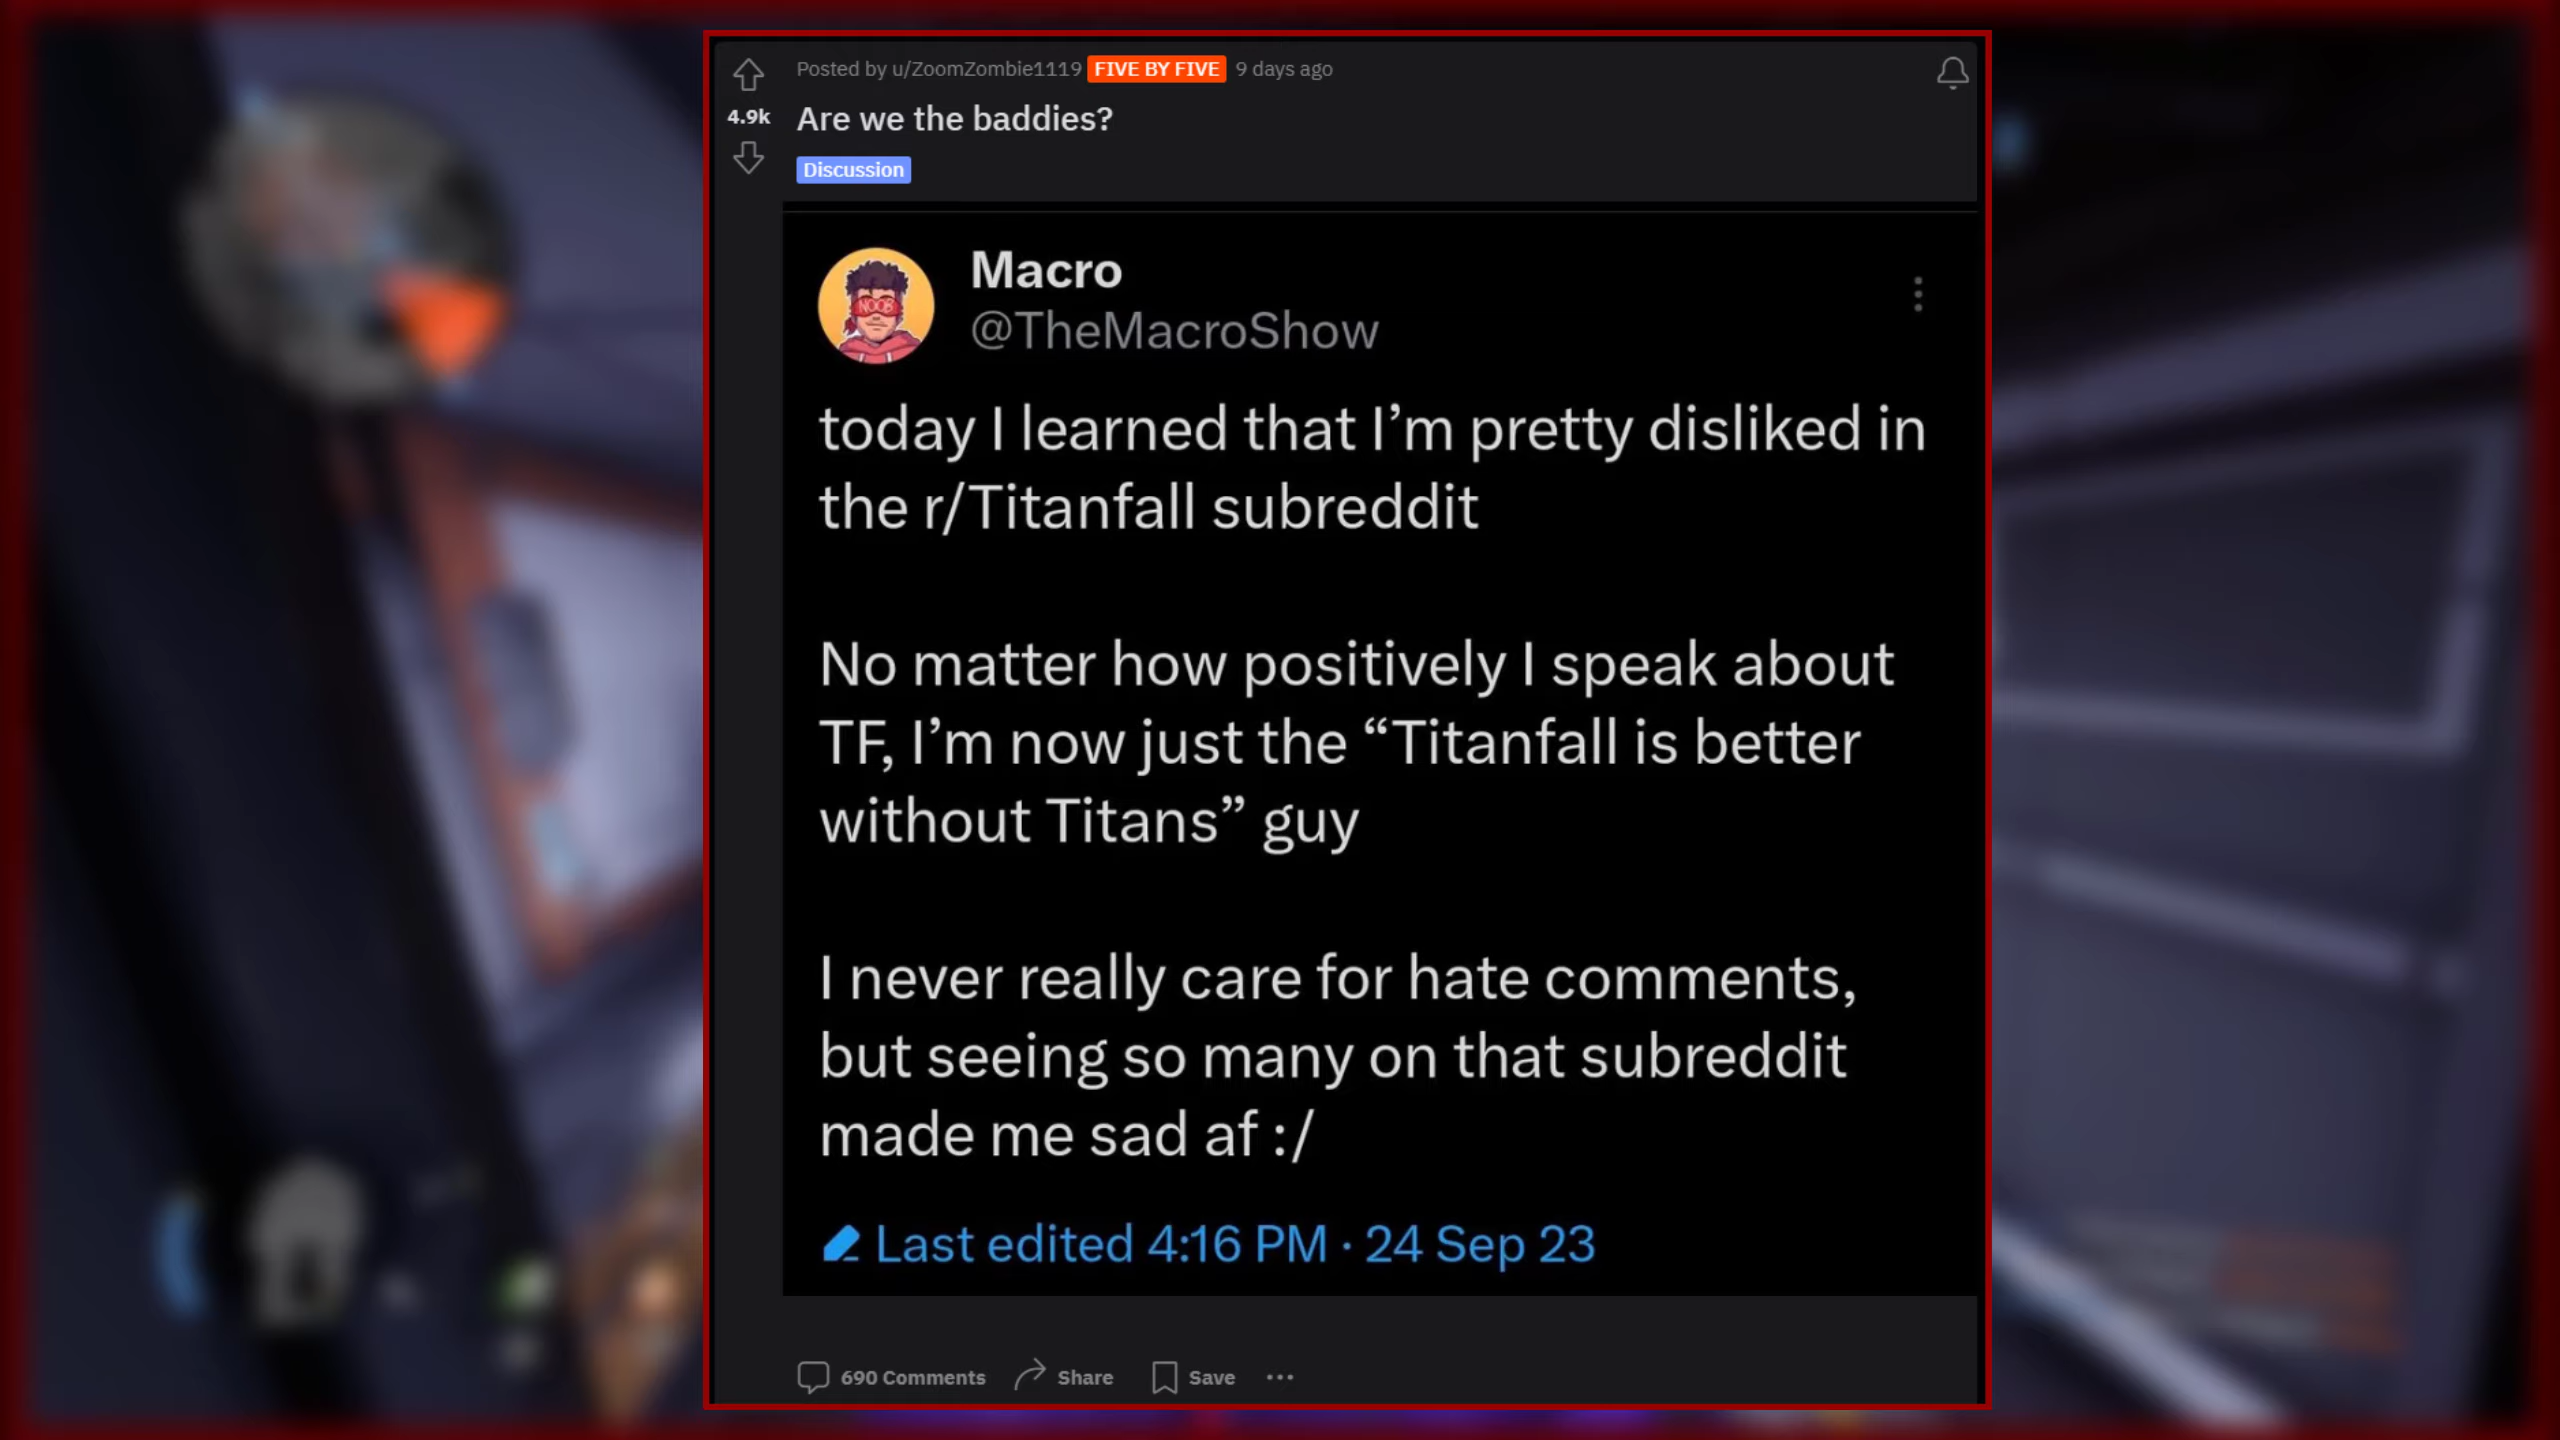 Posted by u/ZoomZombie1119 FIVE BY FIVE 9 days ago
4.9k
Are we the baddies?
Discussion
NOOB
Macro
@TheMacroShow
today I learned that I’m pretty disliked in
the r/Titanfall subreddit
No matter how positively I speak about
TF, I’m now just the “Titanfall is better
without Titans” guy
I never really care for hate comments,
but seeing so many on that subreddit
made me sad af :/
Last edited 4:16 PM · 24 Sep 23
690 Comments Share Save